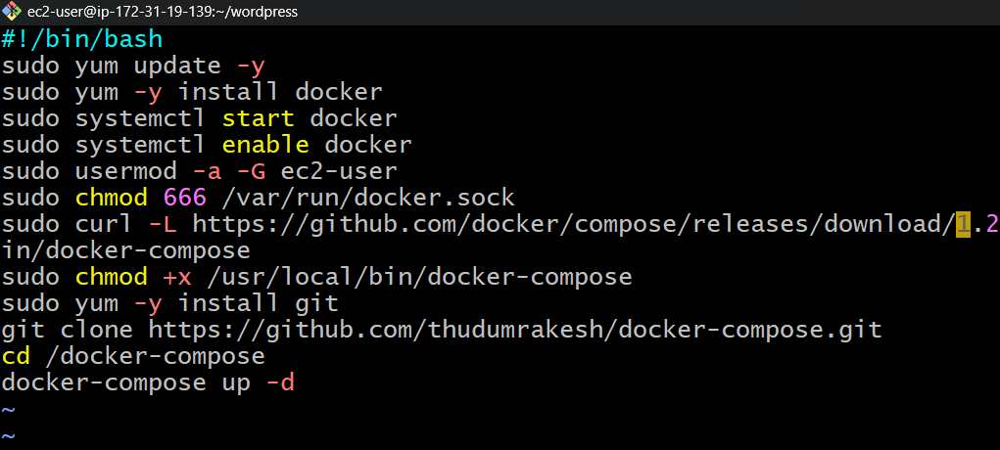 ec2-user@ip-172-31-19-139:~/wordpress
#!/bin/bash
sudo yum update -y
sudo yum -y install docker
sudo systemctl start docker
sudo systemctl enable docker
sudo usermod -a -G ec2-user
sudo chmod 666 /var/run/docker.sock
sudo curl -L https://github.com/docker/compose/releases/download/1.2
in/docker-compose
sudo chmod +x /usr/local/bin/docker-compose
sudo yum -y install git
git clone https://github.com/thudumrakesh/docker-compose.git
cd /docker-compose
docker-compose up -d
~
~